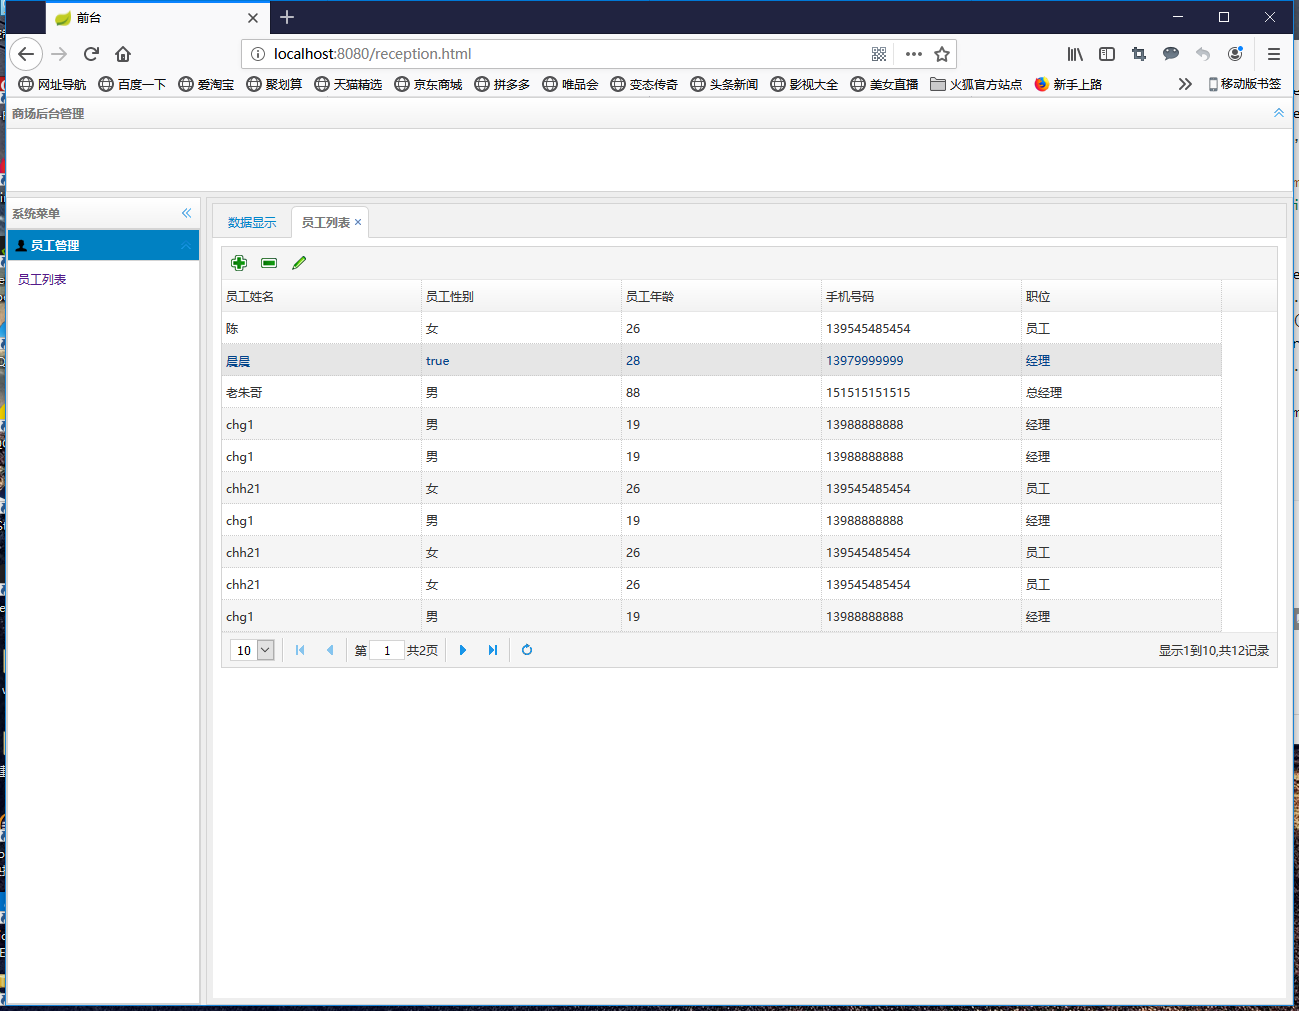 前台
localhost:8080/reception.html
网址导航 百度一下 爱淘宝 聚划算 天猫精选 京东商城 拼多多 唯品会 变态传奇 头条新闻 影视大全 美女直播 火狐官方站点 新手上路 移动版书签
商场后台管理
系统菜单
员工管理
员工列表
数据显示 员工列表
员工姓名 员工性别 员工年龄 手机号码 职位
陈 女 26 139545485454 员工
晨晨 true 28 13979999999 经理
老朱哥 男 88 151515151515 总经理
chg1 男 19 13988888888 经理
chg1 男 19 13988888888 经理
chh21 女 26 139545485454 员工
chg1 男 19 13988888888 经理
chh21 女 26 139545485454 员工
chh21 女 26 139545485454 员工
chg1 男 19 13988888888 经理
10 第 1 共2页 显示1到10,共12记录